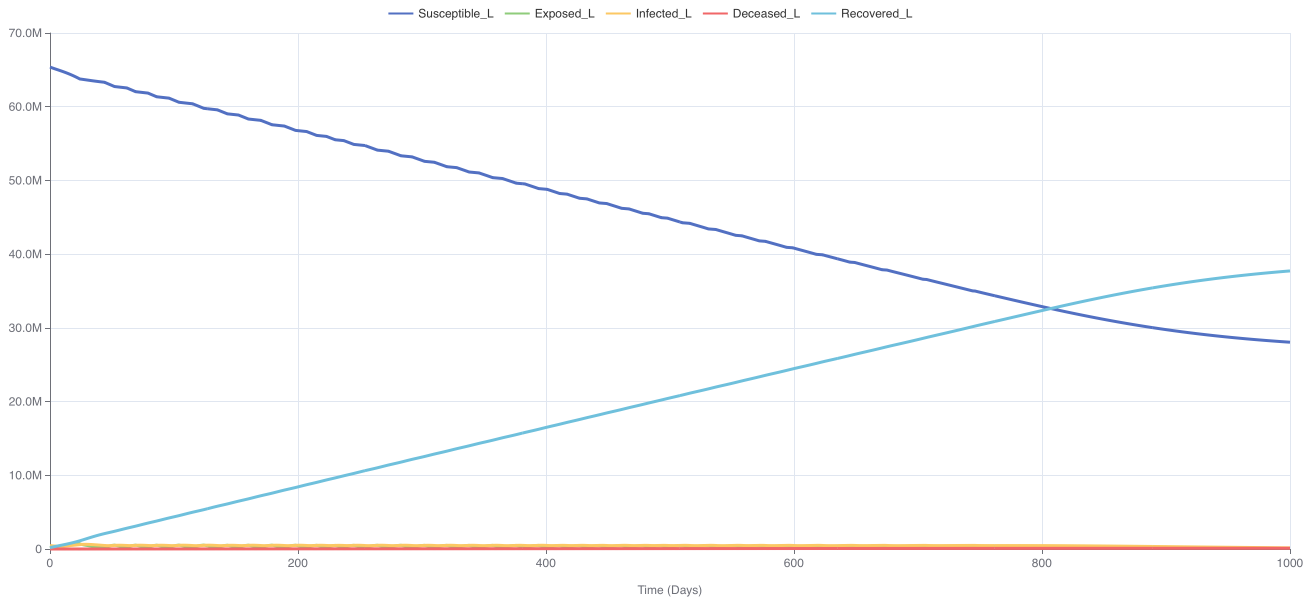 Susceptible_L Exposed_L Infected_L Deceased_L Recovered_L
70.0M
60.0M
50.0M
40.0M
30.0M
20.0M
10.0M
0
0 200 400 600 800 1000
Time (Days)